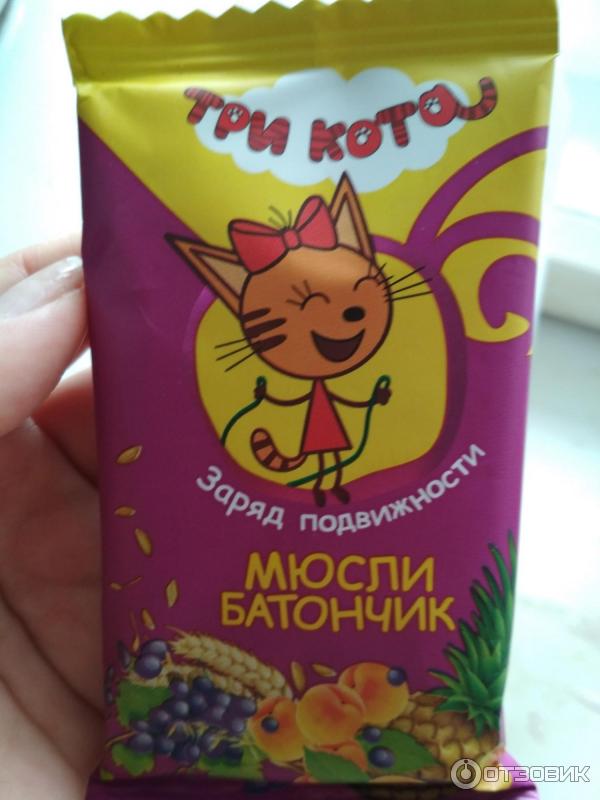 ТРИ КОТА
Заряд подвижности
МЮСЛИ
БАТОНЧИК
ОТЗОВИК